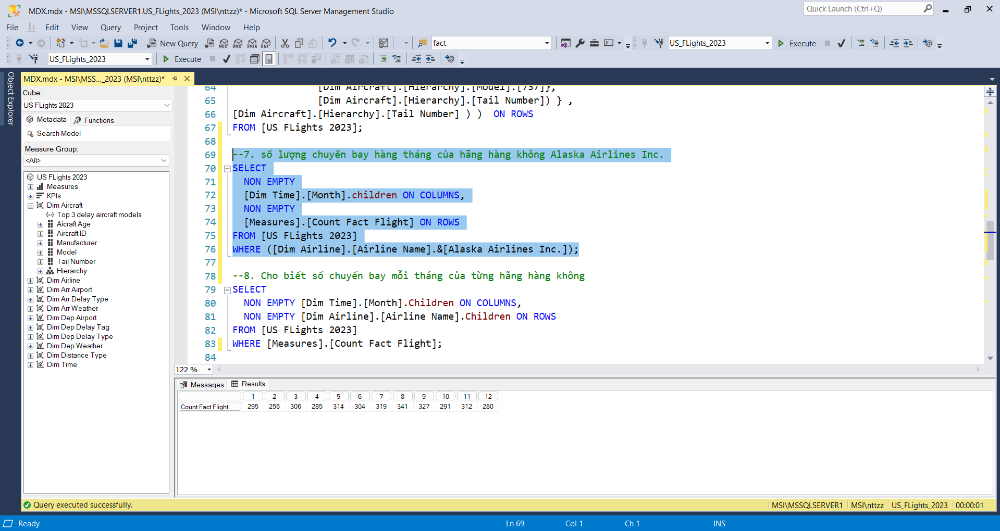 MDX.mdx - MSI\MSSQLSERVER1.US_FLights_2023 (MSI\nttzz)* - Microsoft SQL Server Management Studio
Quick Launch (Ctrl+Q)
File Edit View Query Project Tools Window Help
New Query MDX DMX XMLA DAX fact US_FLights_2023 Execute
US_FLights_2023 Execute
Object Explorer
MDX.mdx - MSI\MSS..._2023 (MSI\nttzz)*
Cube:
US FLights 2023
Metadata Functions
Search Model
Measure Group:
<All>
US FLights 2023
Measures
KPIs
Dim Aircraft
Top 3 delay aircraft models
Aicraft Age
Aircraft ID
Manufacturer
Model
Tail Number
Hierarchy
Dim Airline
Dim Arr Airport
Dim Arr Delay Type
Dim Arr Weather
Dim Dep Airport
Dim Dep Delay Tag
Dim Dep Delay Type
Dim Dep Weather
Dim Distance Type
Dim Time
64 [Dim Aircraft].[Hierarchy].[Model].[737]},
65 [Dim Aircraft].[Hierarchy].[Tail Number]) } ,
66 [Dim Aircraft].[Hierarchy].[Tail Number] ) ) ON ROWS
67 FROM [US FLights 2023];
68
69 --7. số lượng chuyến bay hàng tháng của hãng hàng không Alaska Airlines Inc.
70 SELECT
71 NON EMPTY
72 [Dim Time].[Month].children ON COLUMNS,
73 NON EMPTY
74 [Measures].[Count Fact Flight] ON ROWS
75 FROM [US FLights 2023]
76 WHERE ([Dim Airline].[Airline Name].&[Alaska Airlines Inc.]);
77
78 --8. Cho biết số chuyến bay mỗi tháng của từng hãng hàng không
79 SELECT
80 NON EMPTY [Dim Time].[Month].Children ON COLUMNS,
81 NON EMPTY [Dim Airline].[Airline Name].Children ON ROWS
82 FROM [US FLights 2023]
83 WHERE [Measures].[Count Fact Flight];
84
122 %
Messages Results
1 2 3 4 5 6 7 8 9 10 11 12
Count Fact Flight 295 256 306 285 314 304 319 341 327 291 312 280
Query executed successfully.
MSI\MSSQLSERVER1 MSI\nttzz US_FLights_2023 00:00:01
Ready Ln 69 Col 1 Ch 1 INS